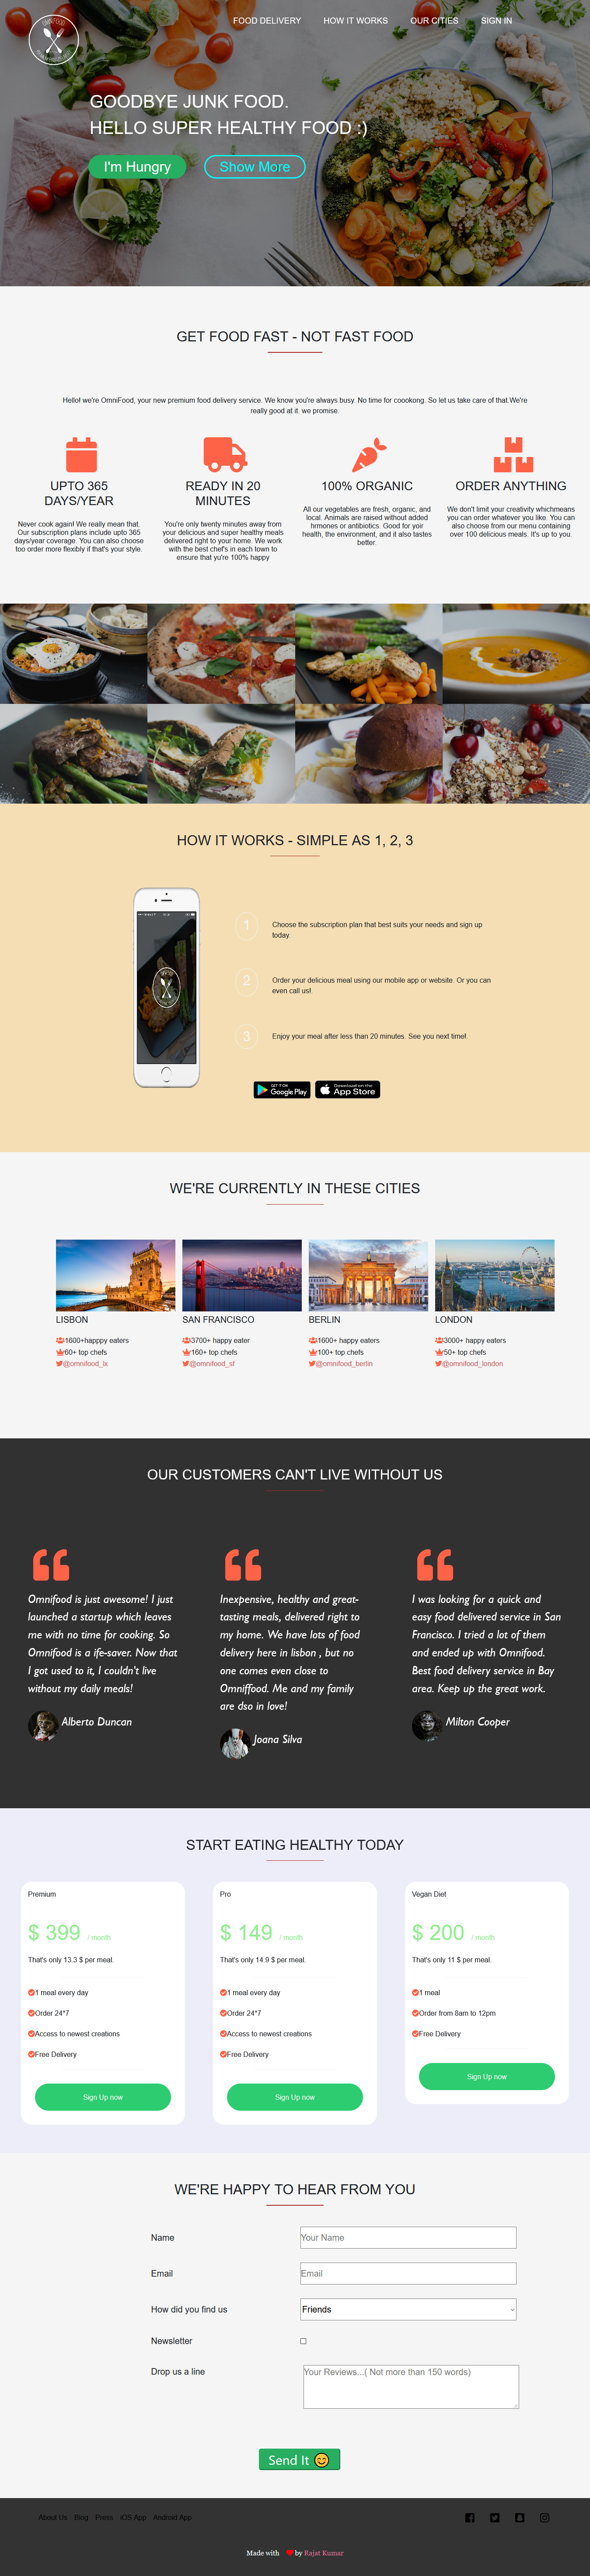 OMNIFOOD
FOOD DELIVERY HOW IT WORKS OUR CITIES SIGN IN
GOODBYE JUNK FOOD.
HELLO SUPER HEALTHY FOOD :)
I'm Hungry Show More
GET FOOD FAST - NOT FAST FOOD
Hello! we're OmniFood, your new premium food delivery service. We know you're always busy. No time for coookong. So let us take care of that.We're
really good at it. we promise.
UPTO 365
DAYS/YEAR
Never cook again! We really mean that.
Our subscription plans include upto 365
days/year coverage. You can also choose
too order more flexibly if that's your style.
READY IN 20
MINUTES
You're only twenty minutes away from
your delicious and super healthy meals
delivered right to your home. We work
with the best chef's in each town to
ensure that yu're 100% happy
100% ORGANIC
All our vegetables are fresh, organic, and
local. Animals are raised without added
hrmones or antibiotics. Good for yoir
health, the environment, and it also tastes
better.
ORDER ANYTHING
We don't limit your creativity whichmeans
you can order whatever you like. You can
also choose from our menu containing
over 100 delicious meals. It's up to you.
HOW IT WORKS - SIMPLE AS 1, 2, 3
1 Choose the subscription plan that best suits your needs and sign up
today.
2 Order your delicious meal using our mobile app or website. Or you can
even call us!.
3 Enjoy your meal after less than 20 minutes. See you next time!.
GET IT ON
Google Play
Download on the
App Store
WE'RE CURRENTLY IN THESE CITIES
LISBON
1600+happpy eaters
60+ top chefs
@omnifood_lx
SAN FRANCISCO
3700+ happy eater
160+ top chefs
@omnifood_sf
BERLIN
1600+ happy eaters
100+ top chefs
@omnifood_berlin
LONDON
3000+ happy eaters
50+ top chefs
@omnifood_london
OUR CUSTOMERS CAN'T LIVE WITHOUT US
Omnifood is just awesome! I just
launched a startup which leaves
me with no time for cooking. So
Omnifood is a ife-saver. Now that
I got used to it, I couldn't live
without my daily meals!
Alberto Duncan
Inexpensive, healthy and great-
tasting meals, delivered right to
my home. We have lots of food
delivery here in lisbon , but no
one comes even close to
Omniffood. Me and my family
are dso in love!
Joana Silva
I was looking for a quick and
easy food delivered service in San
Francisco. I tried a lot of them
and ended up with Omnifood.
Best food delivery service in Bay
area. Keep up the great work.
Milton Cooper
START EATING HEALTHY TODAY
Premium
$ 399 / month
That's only 13.3 $ per meal.
1 meal every day
Order 24*7
Access to newest creations
Free Delivery
Sign Up now
Pro
$ 149 / month
That's only 14.9 $ per meal.
1 meal every day
Order 24*7
Access to newest creations
Free Delivery
Sign Up now
Vegan Diet
$ 200 / month
That's only 11 $ per meal.
1 meal
Order from 8am to 12pm
Free Delivery
Sign Up now
WE'RE HAPPY TO HEAR FROM YOU
Name Your Name
Email Email
How did you find us Friends
Newsletter
Drop us a line Your Reviews...( Not more than 150 words)
Send It 😊
About Us Blog Press iOS App Android App
Made with ❤ by Rajat Kumar